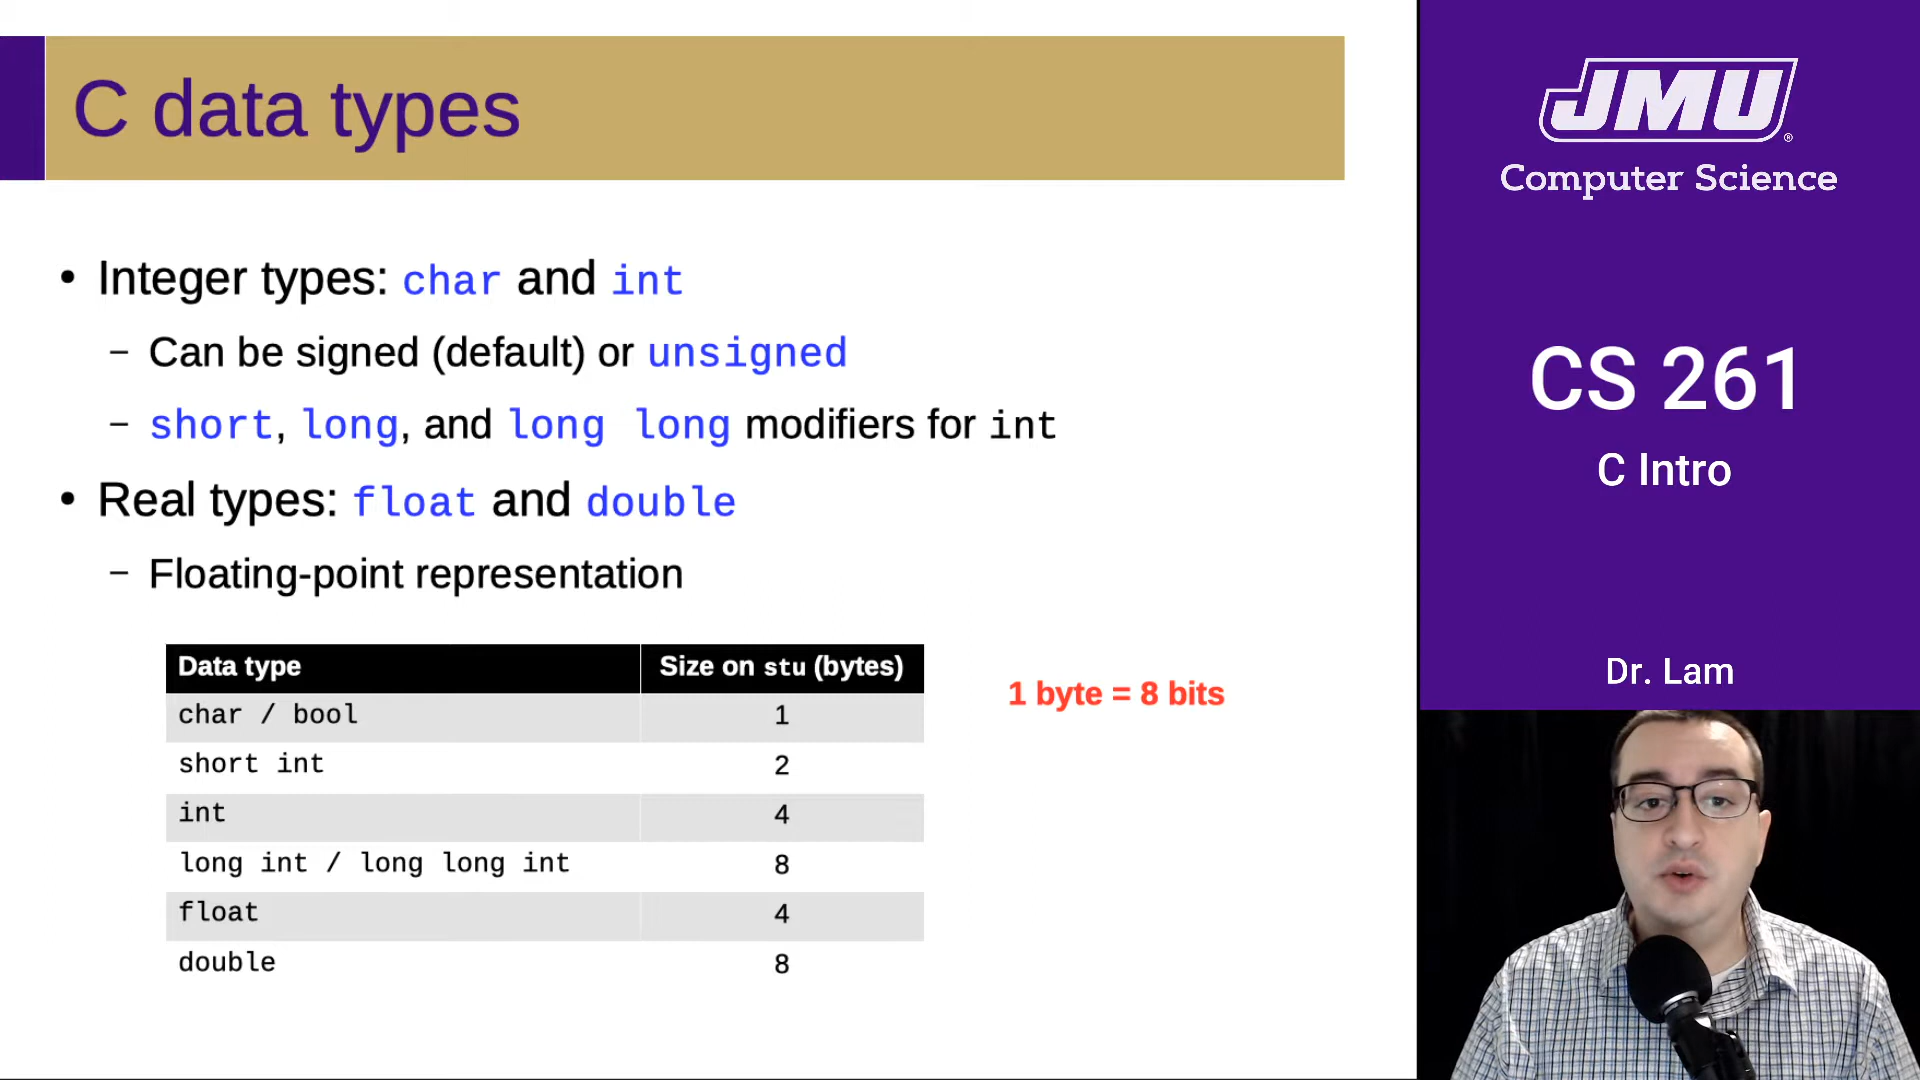 C data types
• Integer types: char and int
– Can be signed (default) or unsigned
– short, long, and long long modifiers for int
• Real types: float and double
– Floating-point representation
Data type Size on stu (bytes)
char / bool 1
short int 2
int 4
long int / long long int 8
float 4
double 8
1 byte = 8 bits
JMU®
Computer Science
CS 261
C Intro
Dr. Lam